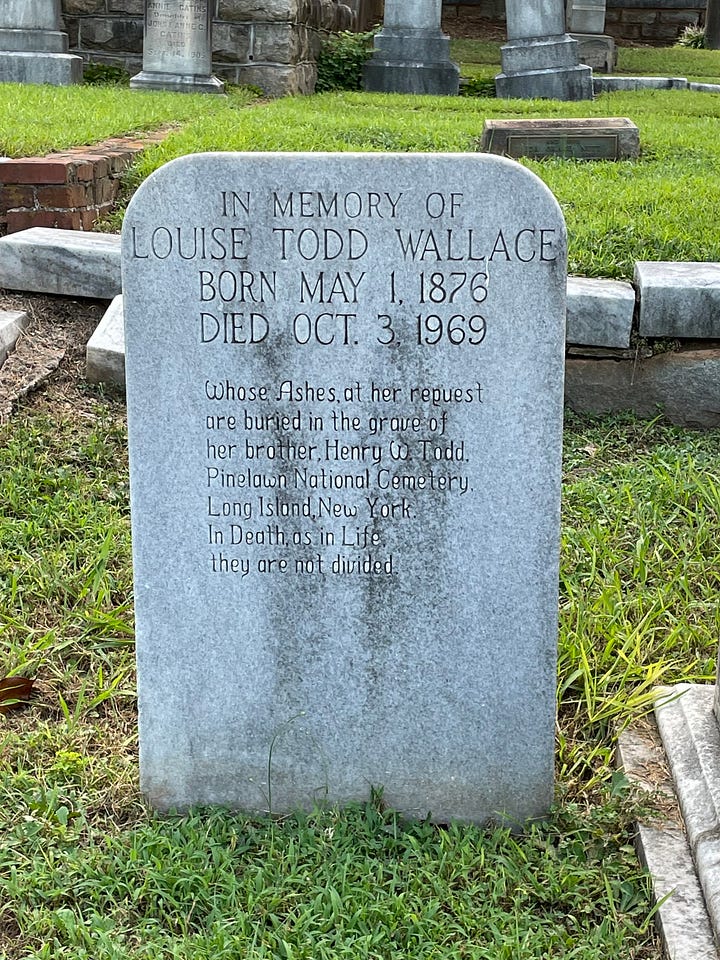 ANNIE GATINS
IN MEMORY OF
LOUISE TODD WALLACE
BORN MAY 1, 1876
DIED OCT. 3, 1969
Whose Ashes, at her request
are buried in the grave of
her brother, Henry W. Todd,
Pinelawn National Cemetery,
Long Island, New York.
In Death, as in Life,
they are not divided.